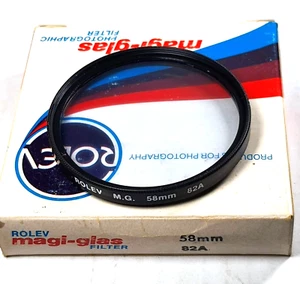 magi-glas
PHOTOGRAPHIC
FILTER
ROLEV
PRODUCTS FOR PHOTOGRAPHY
ROLEV M.G. 58mm 82A
ROLEV
magi-glas
FILTER
58mm
82A